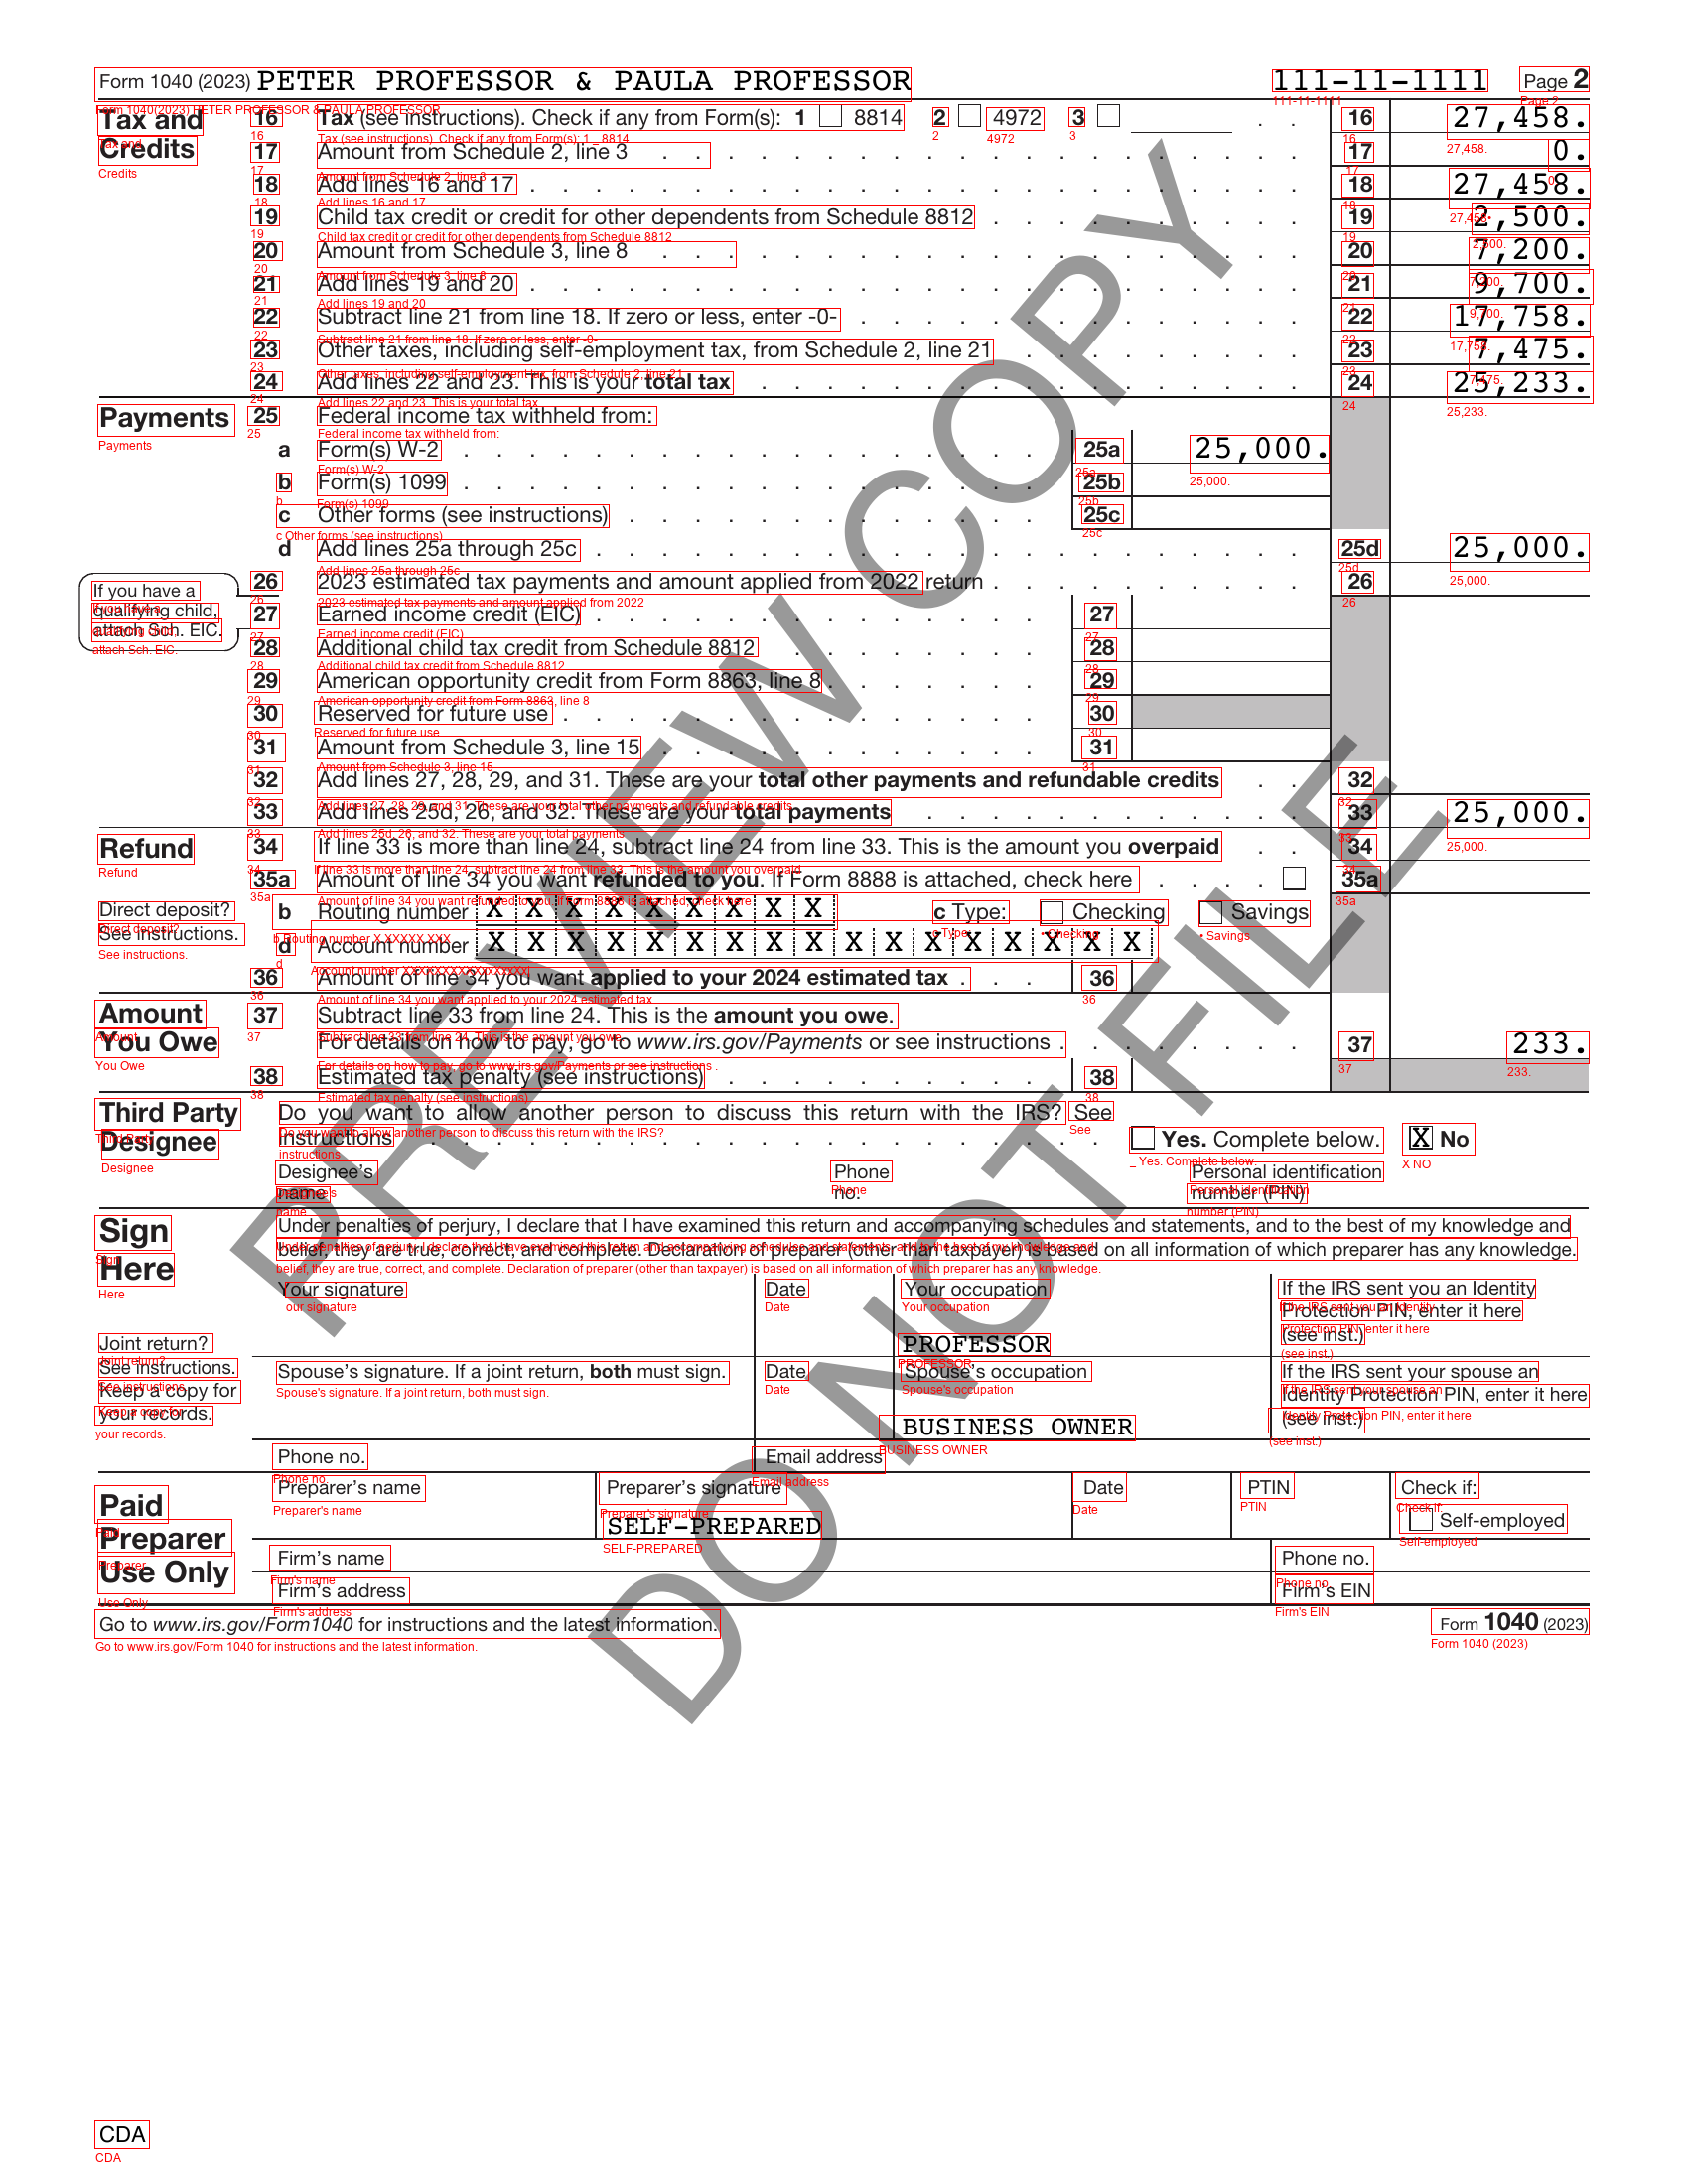 Form 1040 (2023) PETER PROFESSOR & PAULA PROFESSOR 111-11-1111 Page 2
Form 1040(2023) PETER PROFESSOR & PAULA PROFESSOR 111-11-1111 Page 2
Tax and Credits
16 Tax (see instructions). Check if any from Form(s): 1 8814 2 4972 3 . . 16 27,458.
17 Amount from Schedule 2, line 3 17 0.
18 Add lines 16 and 17 18 27,458.
19 Child tax credit or credit for other dependents from Schedule 8812 19 2,500.
20 Amount from Schedule 3, line 8 20 7,200.
21 Add lines 19 and 20 21 9,700.
22 Subtract line 21 from line 18. If zero or less, enter -0- 22 17,758.
23 Other taxes, including self-employment tax, from Schedule 2, line 21 23 7,475.
24 Add lines 22 and 23. This is your total tax 24 25,233.
Payments
25 Federal income tax withheld from:
a Form(s) W-2 25a 25,000.
b Form(s) 1099 25b
c Other forms (see instructions) 25c
d Add lines 25a through 25c 25d 25,000.
26 2023 estimated tax payments and amount applied from 2022 return 26
If you have a
qualifying child,
attach Sch. EIC.
27 Earned income credit (EIC) 27
28 Additional child tax credit from Schedule 8812 28
29 American opportunity credit from Form 8863, line 8 29
30 Reserved for future use 30
31 Amount from Schedule 3, line 15 31
32 Add lines 27, 28, 29, and 31. These are your total other payments and refundable credits 32
33 Add lines 25d, 26, and 32. These are your total payments 33 25,000.
Refund
34 If line 33 is more than line 24, subtract line 24 from line 33. This is the amount you overpaid 34
35a Amount of line 34 you want refunded to you. If Form 8888 is attached, check here 35a
Direct deposit?
See instructions.
b Routing number X X X X X X X X X c Type: Checking Savings
d Account number X X X X X X X X X X X X X X X X X
36 Amount of line 34 you want applied to your 2024 estimated tax 36
Amount
You Owe
37 Subtract line 33 from line 24. This is the amount you owe.
For details on how to pay, go to www.irs.gov/Payments or see instructions 37 233.
38 Estimated tax penalty (see instructions) 38
Third Party
Designee
Do you want to allow another person to discuss this return with the IRS? See
instructions Yes. Complete below. X No
Designee's Phone Personal identification
name no. number (PIN)
Sign
Here
Under penalties of perjury, I declare that I have examined this return and accompanying schedules and statements, and to the best of my knowledge and
belief, they are true, correct, and complete. Declaration of preparer (other than taxpayer) is based on all information of which preparer has any knowledge.
Your signature Date Your occupation If the IRS sent you an Identity
Protection PIN, enter it here
(see inst.)
PROFESSOR
Joint return?
See instructions.
Keep a copy for
your records.
Spouse's signature. If a joint return, both must sign. Date Spouse's occupation If the IRS sent your spouse an
Identity Protection PIN, enter it here
(see inst.)
BUSINESS OWNER
Phone no. Email address
Paid
Preparer
Use Only
Preparer's name Preparer's signature Date PTIN Check if:
SELF-PREPARED Self-employed
Firm's name Phone no.
Firm's address Firm's EIN
Go to www.irs.gov/Form1040 for instructions and the latest information. Form 1040 (2023)
PREVIEW COPY
DO NOT FILE
CDA